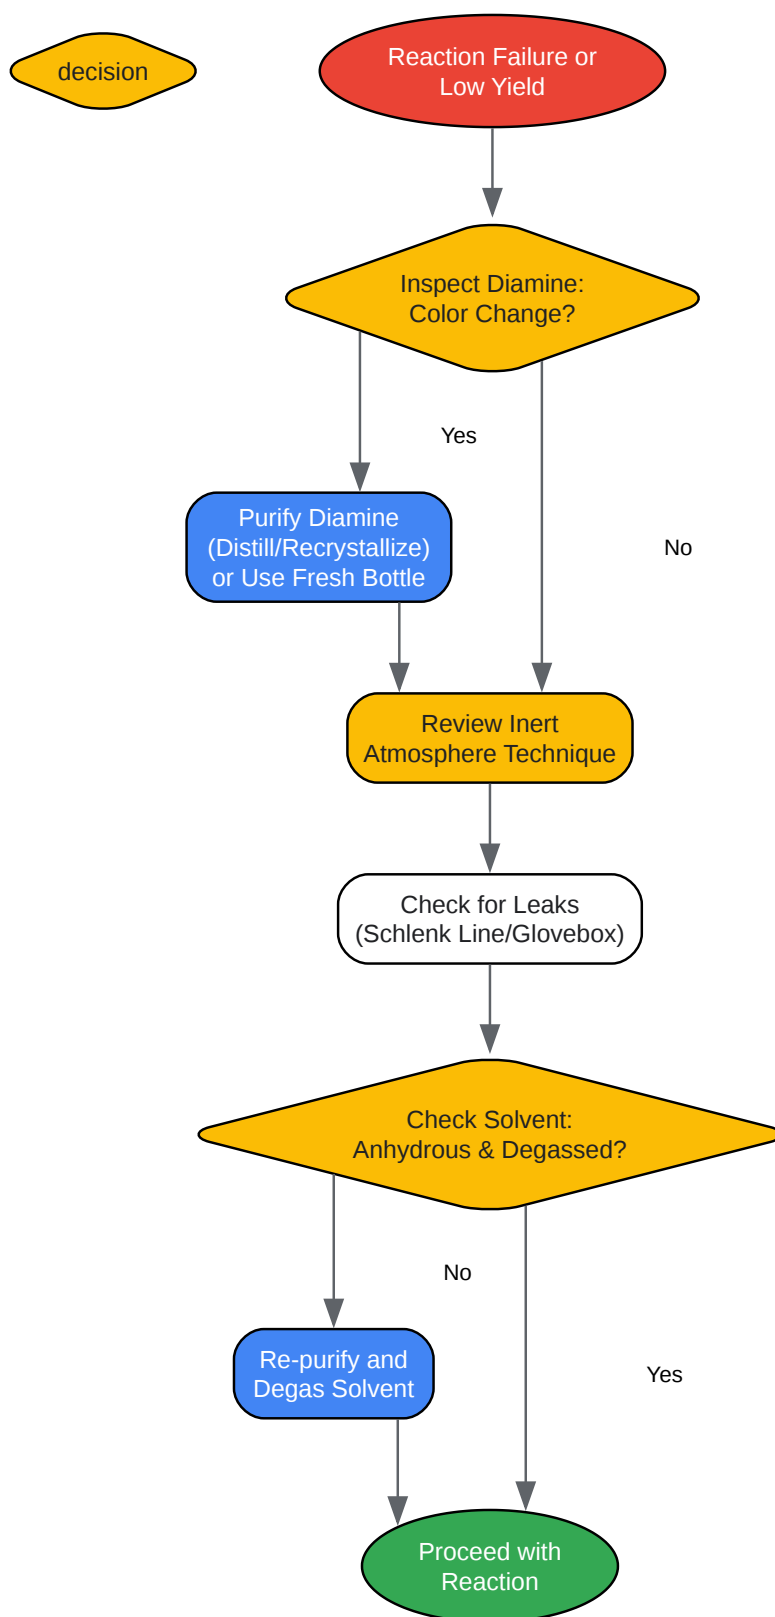 decision
Reaction Failure or
Low Yield
Inspect Diamine:
Color Change?
Yes
Purify Diamine
(Distill/Recrystallize)
or Use Fresh Bottle
No
Review Inert
Atmosphere Technique
Check for Leaks
(Schlenk Line/Glovebox)
Check Solvent:
Anhydrous & Degassed?
No
Re-purify and
Degas Solvent
Yes
Proceed with
Reaction